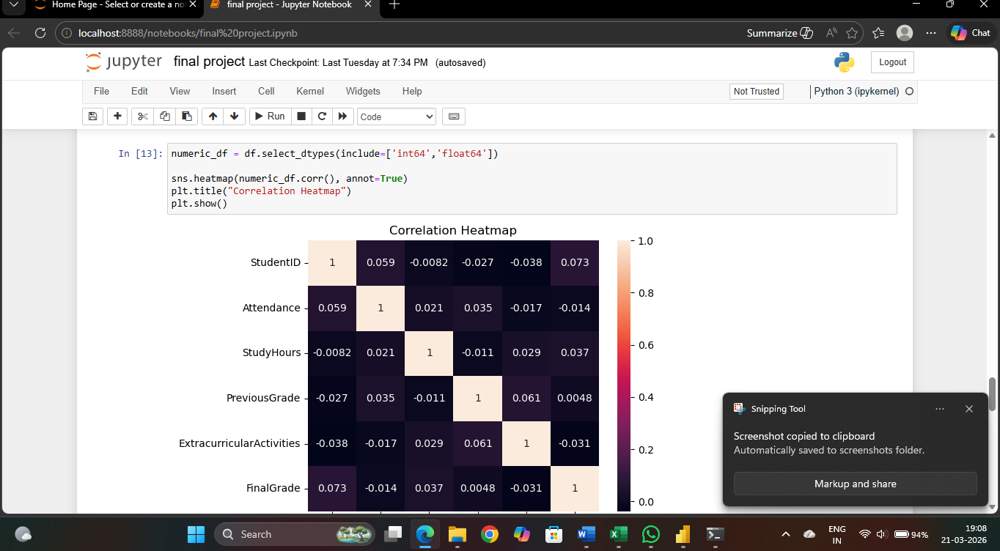 Home Page - Select or create a no
final project - Jupyter Notebook
localhost:8888/notebooks/final%20project.ipynb
Summarize
Chat
jupyter final project Last Checkpoint: Last Tuesday at 7:34 PM (autosaved)
Logout
File Edit View Insert Cell Kernel Widgets Help
Not Trusted
Python 3 (ipykernel)
Run
Code
In [13]:
numeric_df = df.select_dtypes(include=['int64','float64'])
sns.heatmap(numeric_df.corr(), annot=True)
plt.title("Correlation Heatmap")
plt.show()
Correlation Heatmap
StudentID 1 0.059 -0.0082 -0.027 -0.038 0.073
Attendance 0.059 1 0.021 0.035 -0.017 -0.014
StudyHours -0.0082 0.021 1 -0.011 0.029 0.037
PreviousGrade -0.027 0.035 -0.011 1 0.061 0.0048
ExtracurricularActivities -0.038 -0.017 0.029 0.061 1 -0.031
FinalGrade 0.073 -0.014 0.037 0.0048 -0.031 1
1.0
0.8
0.6
0.4
0.2
0.0
Snipping Tool
Screenshot copied to clipboard
Automatically saved to screenshots folder.
Markup and share
Search
ENG
IN
94%
19:08
21-03-2026